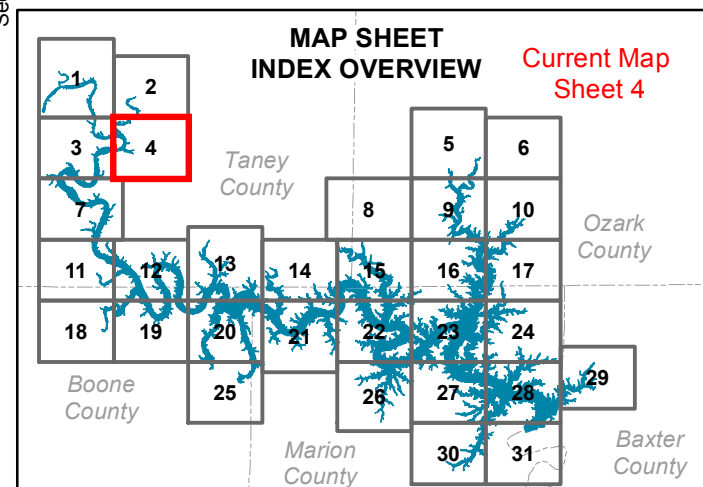 Se
MAP SHEET
INDEX OVERVIEW
Current Map
Sheet 4
1
2
3
4
5
6
Taney
County
7
8
9
10
Ozark
County
11
12
13
14
15
16
17
18
19
20
21
22
23
24
Boone
County
25
26
27
28
29
Marion
County
30
31
Baxter
County